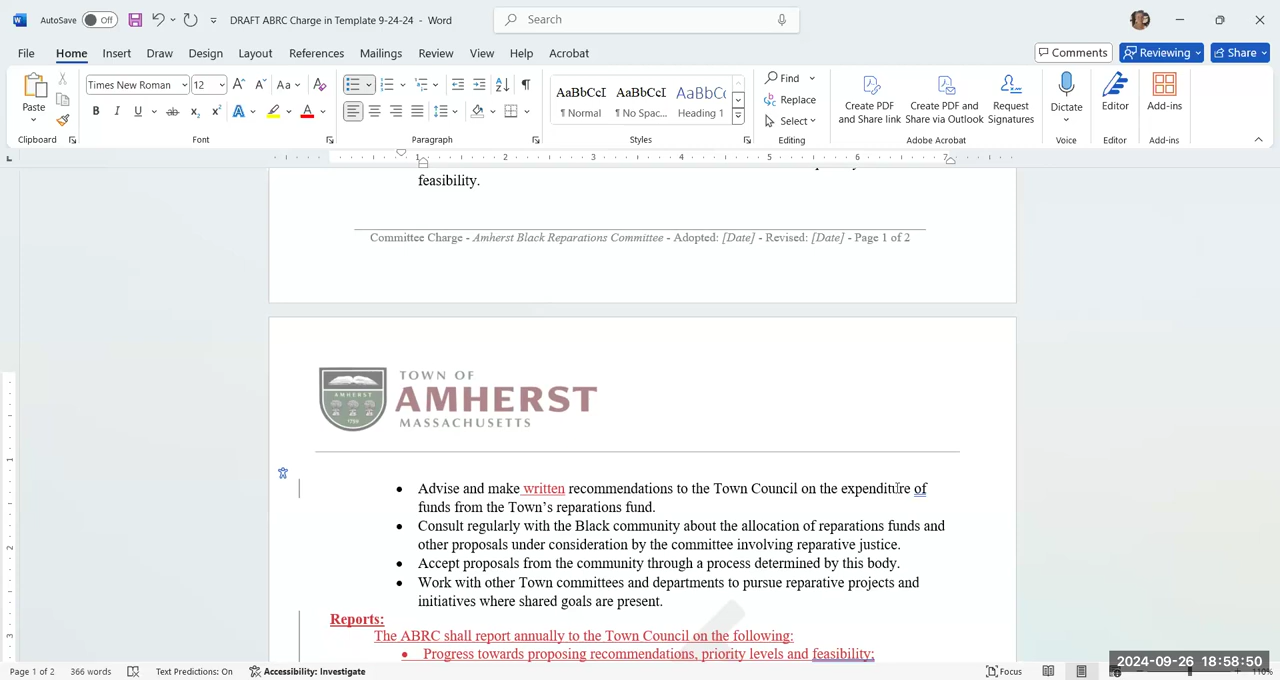 AutoSave Off DRAFT ABRC Charge in Template 9-24-24 - Word Search
File Home Insert Draw Design Layout References Mailings Review View Help Acrobat Comments Reviewing Share
Paste Times New Roman 12 Find Replace Select
AaBbCcI AaBbCcI AaBbCc
¶ Normal ¶ No Spac... Heading 1
Create PDF and Share link Create PDF and Share via Outlook Request Signatures Dictate Editor Add-ins
Clipboard Font Paragraph Styles Editing Adobe Acrobat Voice Editor Add-ins
1 2 3 4 5 6 7
feasibility.
Committee Charge - Amherst Black Reparations Committee - Adopted: [Date] - Revised: [Date] - Page 1 of 2
TOWN OF
AMHERST
MASSACHUSETTS
AMHERST
• Advise and make written recommendations to the Town Council on the expenditure of
funds from the Town’s reparations fund.
• Consult regularly with the Black community about the allocation of reparations funds and
other proposals under consideration by the committee involving reparative justice.
• Accept proposals from the community through a process determined by this body.
• Work with other Town committees and departments to pursue reparative projects and
initiatives where shared goals are present.
Reports:
The ABRC shall report annually to the Town Council on the following:
• Progress towards proposing recommendations, priority levels and feasibility;
Page 1 of 2 366 words Text Predictions: On Accessibility: Investigate Focus 110%
2024-09-26 18:58:50